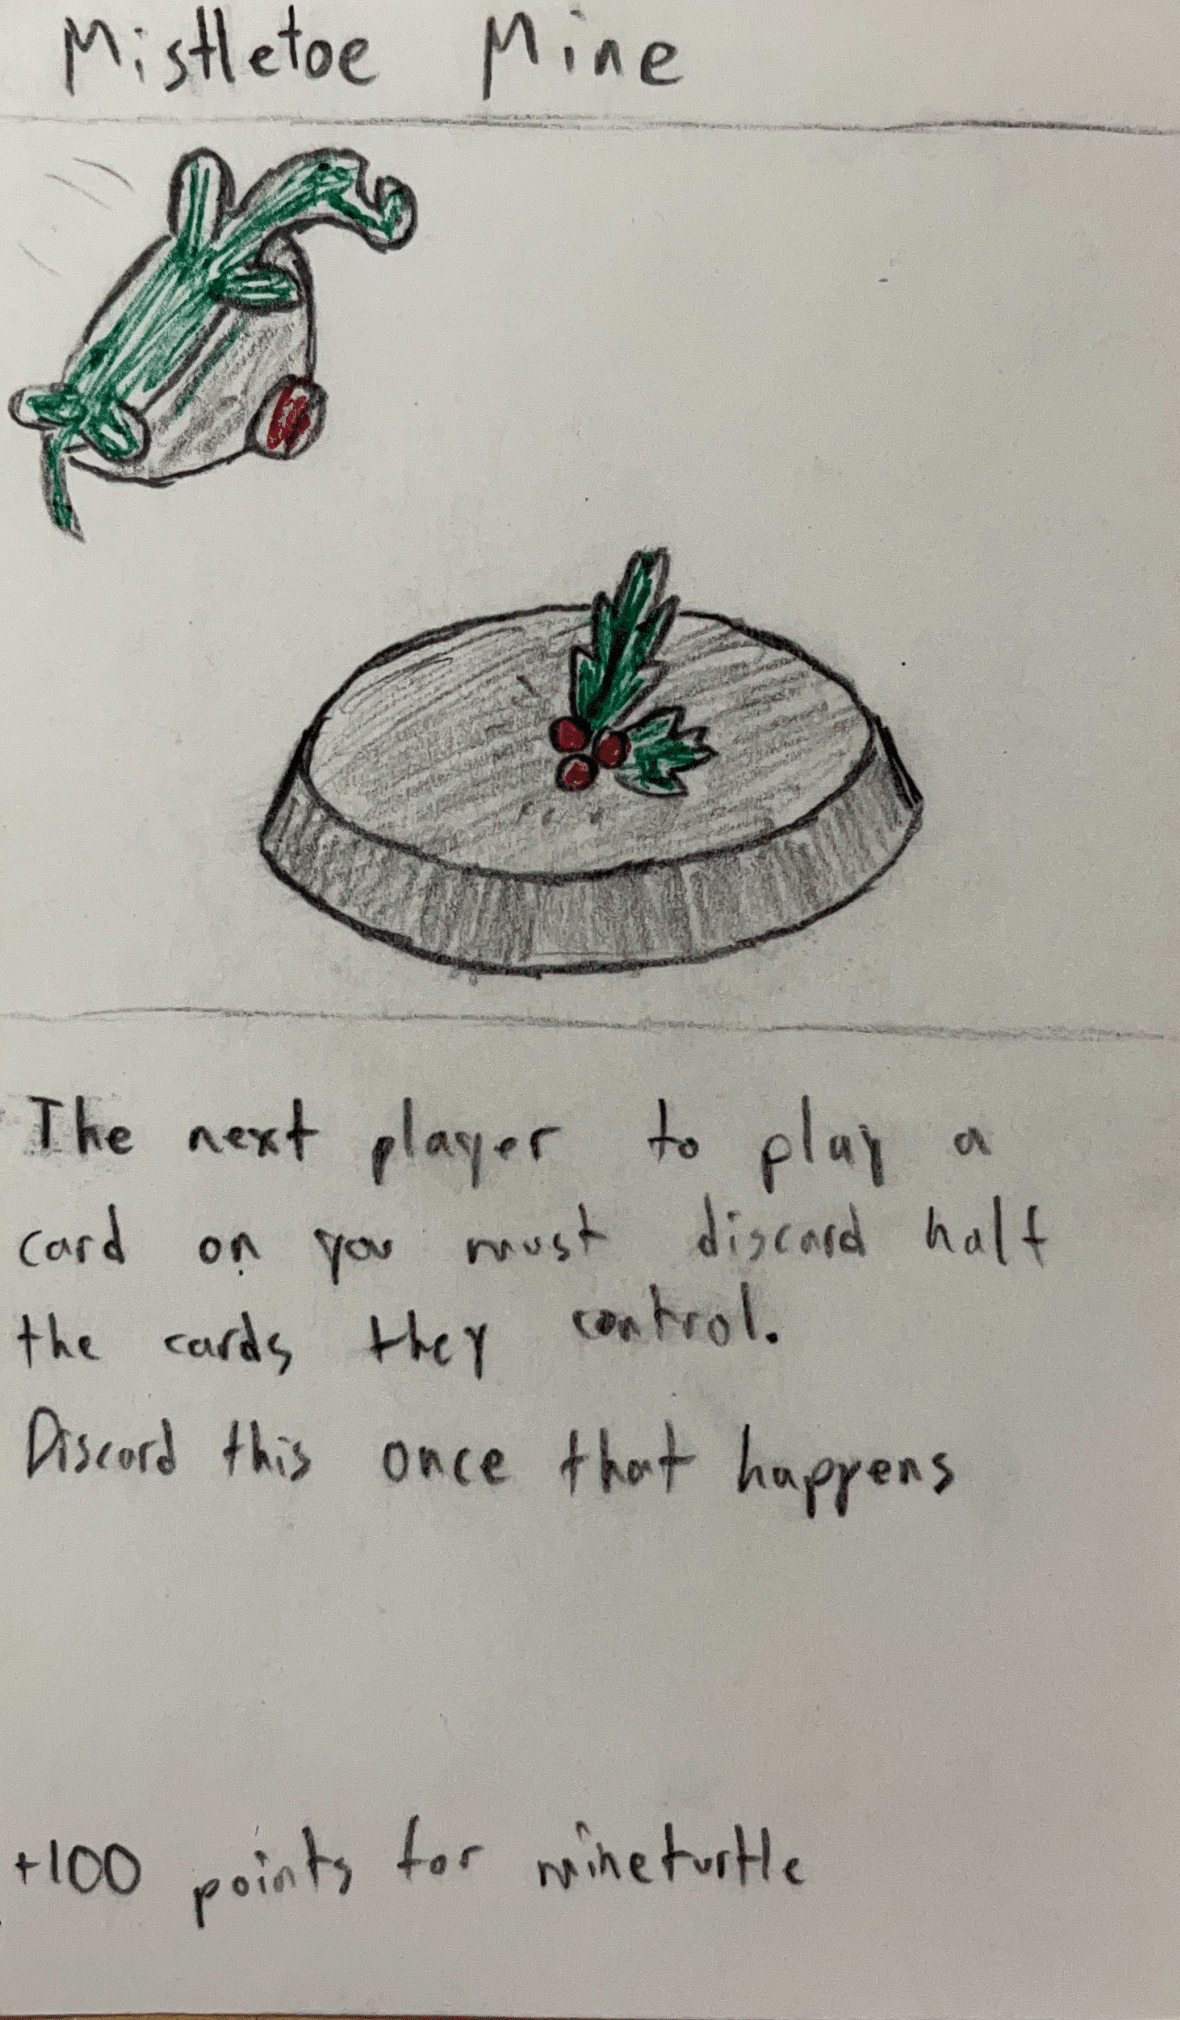 Mistletoe Mine
The next player to play a
card on you must discard half
the cards they control.
Discard this once that happens
+100 points for mineturtle